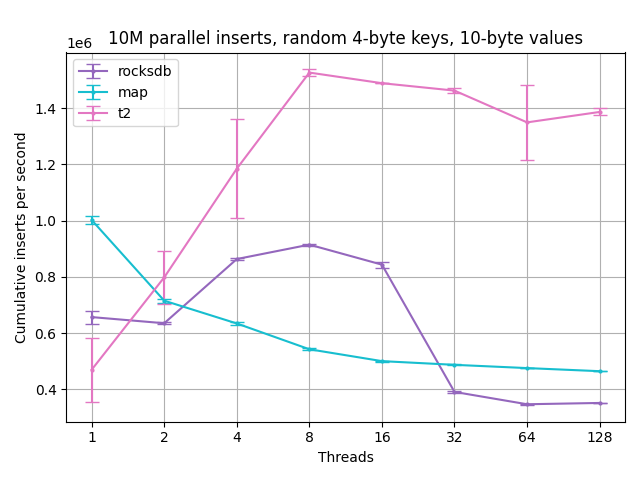 10M parallel inserts, random 4-byte keys, 10-byte values
1e6
rocksdb
map
t2
Cumulative inserts per second
1.4
1.2
1.0
0.8
0.6
0.4
1 2 4 8 16 32 64 128
Threads